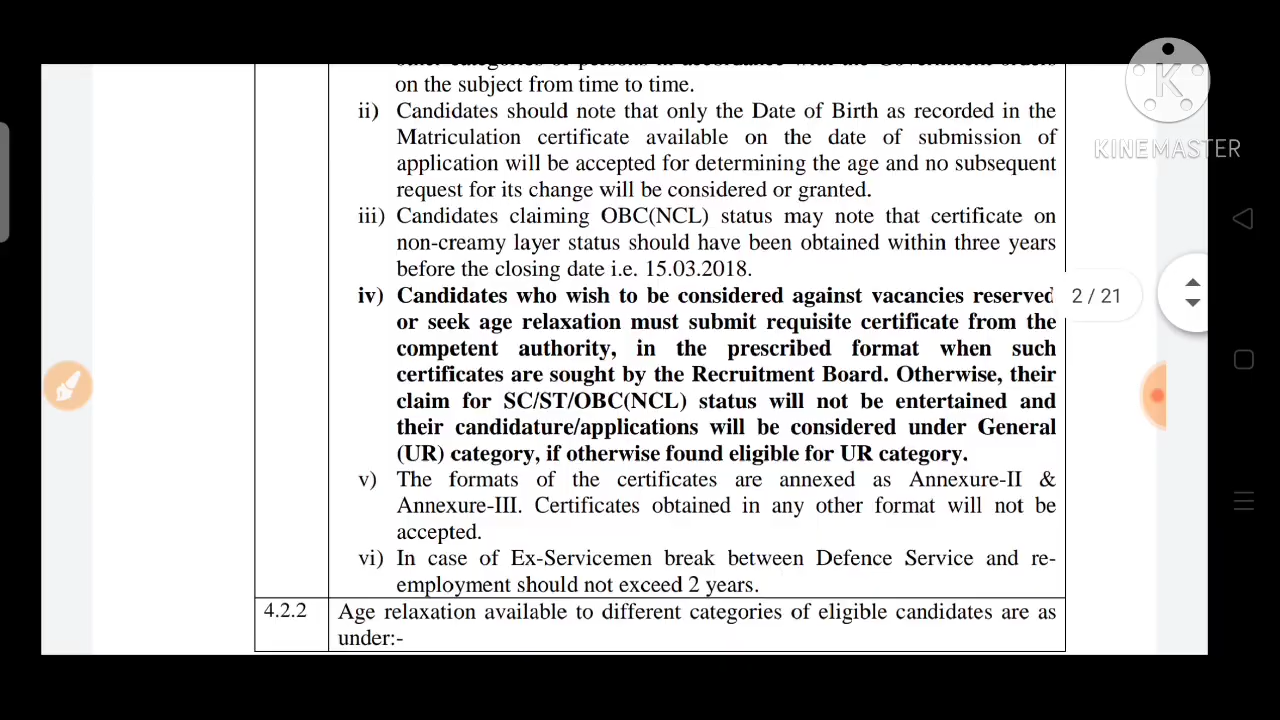 on the subject from time to time.
ii) Candidates should note that only the Date of Birth as recorded in the
Matriculation certificate available on the date of submission of
application will be accepted for determining the age and no subsequent
request for its change will be considered or granted.
iii) Candidates claiming OBC(NCL) status may note that certificate on
non-creamy layer status should have been obtained within three years
before the closing date i.e. 15.03.2018.
iv) Candidates who wish to be considered against vacancies reserved
or seek age relaxation must submit requisite certificate from the
competent authority, in the prescribed format when such
certificates are sought by the Recruitment Board. Otherwise, their
claim for SC/ST/OBC(NCL) status will not be entertained and
their candidature/applications will be considered under General
(UR) category, if otherwise found eligible for UR category.
v) The formats of the certificates are annexed as Annexure-II &
Annexure-III. Certificates obtained in any other format will not be
accepted.
vi) In case of Ex-Servicemen break between Defence Service and re-
employment should not exceed 2 years.
4.2.2 Age relaxation available to different categories of eligible candidates are as
under:-
2 / 21
K
KINEMASTER